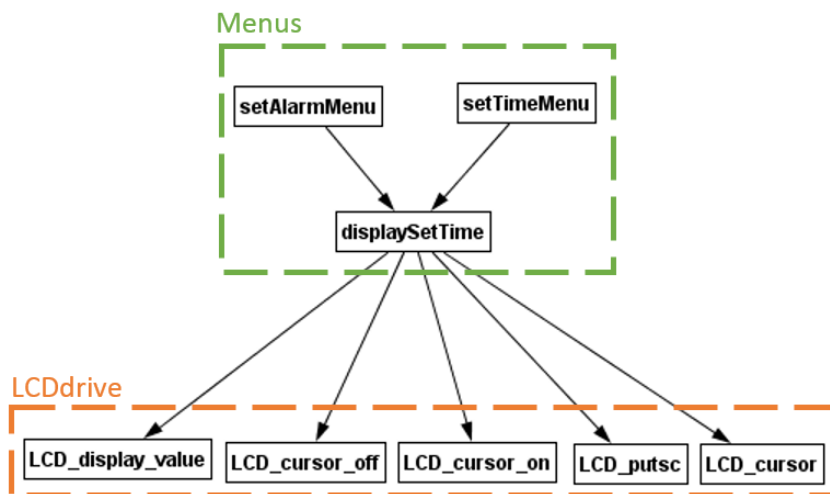 Menus
setAlarmMenu
setTimeMenu
displaySetTime
LCDdrive
LCD_display_value
LCD_cursor_off
LCD_cursor_on
LCD_putsc
LCD_cursor